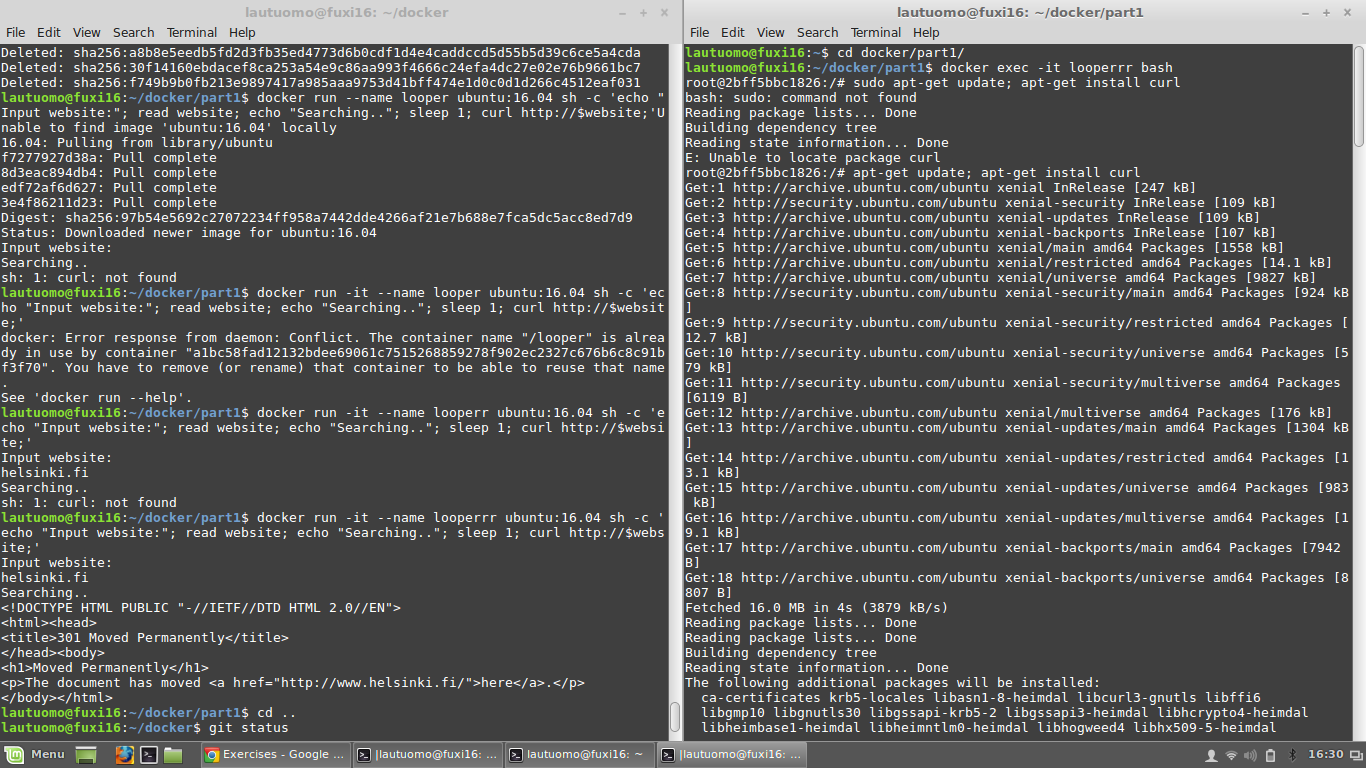 lautuomo@fuxi16: ~/docker
File Edit View Search Terminal Help
Deleted: sha256:a8b8e5eedb5fd2d3fb35ed4773d6b0cdf1d4e4caddccd5d55b5d39c6ce5a4cda
Deleted: sha256:30f14160ebdacef8ca253a54e9c86aa993f4666c24efa4dc27e02e76b9661bc7
Deleted: sha256:f749b9b0fb213e9897417a985aaa9753d41bff474e1d0c0d1d266c4512eaf031
lautuomo@fuxi16:~/docker/part1$ docker run --name looper ubuntu:16.04 sh -c 'echo "
Input website:"; read website; echo "Searching.."; sleep 1; curl http://$website;'U
nable to find image 'ubuntu:16.04' locally
16.04: Pulling from library/ubuntu
f7277927d38a: Pull complete
8d3eac894db4: Pull complete
edf72af6d627: Pull complete
3e4f86211d23: Pull complete
Digest: sha256:97b54e5692c27072234ff958a7442dde4266af21e7b688e7fca5dc5acc8ed7d9
Status: Downloaded newer image for ubuntu:16.04
Input website:
Searching..
sh: 1: curl: not found
lautuomo@fuxi16:~/docker/part1$ docker run -it --name looper ubuntu:16.04 sh -c 'ec
ho "Input website:"; read website; echo "Searching.."; sleep 1; curl http://$websit
e;'
docker: Error response from daemon: Conflict. The container name "/looper" is alrea
dy in use by container "a1bc58fad12132bdee69061c7515268859278f902ec2327c676b6c8c91b
f3f70". You have to remove (or rename) that container to be able to reuse that name
.
See 'docker run --help'.
lautuomo@fuxi16:~/docker/part1$ docker run -it --name looperr ubuntu:16.04 sh -c 'e
cho "Input website:"; read website; echo "Searching.."; sleep 1; curl http://$websi
te;'
Input website:
helsinki.fi
Searching..
sh: 1: curl: not found
lautuomo@fuxi16:~/docker/part1$ docker run -it --name looperrr ubuntu:16.04 sh -c '
echo "Input website:"; read website; echo "Searching.."; sleep 1; curl http://$webs
ite;'
Input website:
helsinki.fi
Searching..
<!DOCTYPE HTML PUBLIC "-//IETF//DTD HTML 2.0//EN">
<html><head>
<title>301 Moved Permanently</title>
</head><body>
<h1>Moved Permanently</h1>
<p>The document has moved <a href="http://www.helsinki.fi/">here</a>.</p>
</body></html>
lautuomo@fuxi16:~/docker/part1$ cd ..
lautuomo@fuxi16:~/docker$ git status
lautuomo@fuxi16: ~/docker/part1
File Edit View Search Terminal Help
lautuomo@fuxi16:~$ cd docker/part1/
lautuomo@fuxi16:~/docker/part1$ docker exec -it looperrr bash
root@2bff5bbc1826:/# sudo apt-get update; apt-get install curl
bash: sudo: command not found
Reading package lists... Done
Building dependency tree
Reading state information... Done
E: Unable to locate package curl
root@2bff5bbc1826:/# apt-get update; apt-get install curl
Get:1 http://archive.ubuntu.com/ubuntu xenial InRelease [247 kB]
Get:2 http://security.ubuntu.com/ubuntu xenial-security InRelease [109 kB]
Get:3 http://archive.ubuntu.com/ubuntu xenial-updates InRelease [109 kB]
Get:4 http://archive.ubuntu.com/ubuntu xenial-backports InRelease [107 kB]
Get:5 http://archive.ubuntu.com/ubuntu xenial/main amd64 Packages [1558 kB]
Get:6 http://archive.ubuntu.com/ubuntu xenial/restricted amd64 Packages [14.1 kB]
Get:7 http://archive.ubuntu.com/ubuntu xenial/universe amd64 Packages [9827 kB]
Get:8 http://security.ubuntu.com/ubuntu xenial-security/main amd64 Packages [924 kB
]
Get:9 http://security.ubuntu.com/ubuntu xenial-security/restricted amd64 Packages [
12.7 kB]
Get:10 http://security.ubuntu.com/ubuntu xenial-security/universe amd64 Packages [5
79 kB]
Get:11 http://security.ubuntu.com/ubuntu xenial-security/multiverse amd64 Packages
[6119 B]
Get:12 http://archive.ubuntu.com/ubuntu xenial/multiverse amd64 Packages [176 kB]
Get:13 http://archive.ubuntu.com/ubuntu xenial-updates/main amd64 Packages [1304 kB
]
Get:14 http://archive.ubuntu.com/ubuntu xenial-updates/restricted amd64 Packages [1
3.1 kB]
Get:15 http://archive.ubuntu.com/ubuntu xenial-updates/universe amd64 Packages [983
kB]
Get:16 http://archive.ubuntu.com/ubuntu xenial-updates/multiverse amd64 Packages [1
9.1 kB]
Get:17 http://archive.ubuntu.com/ubuntu xenial-backports/main amd64 Packages [7942
B]
Get:18 http://archive.ubuntu.com/ubuntu xenial-backports/universe amd64 Packages [8
807 B]
Fetched 16.0 MB in 4s (3879 kB/s)
Reading package lists... Done
Reading package lists... Done
Building dependency tree
Reading state information... Done
The following additional packages will be installed:
ca-certificates krb5-locales libasn1-8-heimdal libcurl3-gnutls libffi6
libgmp10 libgnutls30 libgssapi-krb5-2 libgssapi3-heimdal libhcrypto4-heimdal
libheimbase1-heimdal libheimntlm0-heimdal libhogweed4 libhx509-5-heimdal
Menu Exercises - Google ... |lautuomo@fuxi16: ... lautuomo@fuxi16: ~ |lautuomo@fuxi16: ... 16:30